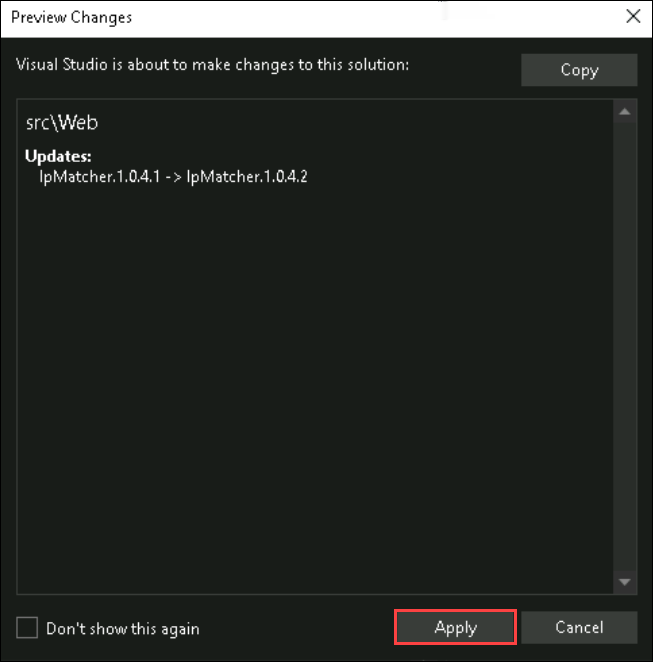 Preview Changes
Visual Studio is about to make changes to this solution:
Copy
src\Web
Updates:
IpMatcher.1.0.4.1 -> IpMatcher.1.0.4.2
Don't show this again
Apply
Cancel